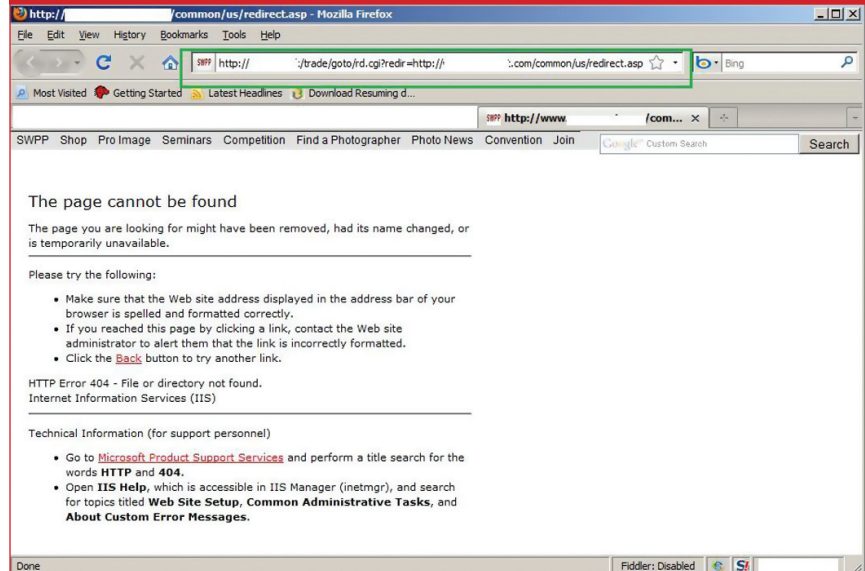 http:// /common/us/redirect.asp - Mozilla Firefox
File Edit View History Bookmarks Tools Help
SWPP http:// :/trade/goto/rd.cgi?redir=http:// :.com/common/us/redirect.asp Bing
Most Visited Getting Started Latest Headlines Download Resuming d...
SWPP http://www. /com...
SWPP Shop Pro Image Seminars Competition Find a Photographer Photo News Convention Join Google Custom Search Search
The page cannot be found
The page you are looking for might have been removed, had its name changed, or
is temporarily unavailable.
Please try the following:
• Make sure that the Web site address displayed in the address bar of your
browser is spelled and formatted correctly.
• If you reached this page by clicking a link, contact the Web site
administrator to alert them that the link is incorrectly formatted.
• Click the Back button to try another link.
HTTP Error 404 - File or directory not found.
Internet Information Services (IIS)
Technical Information (for support personnel)
• Go to Microsoft Product Support Services and perform a title search for the
words HTTP and 404.
• Open IIS Help, which is accessible in IIS Manager (inetmgr), and search
for topics titled Web Site Setup, Common Administrative Tasks, and
About Custom Error Messages.
Done Fiddler: Disabled